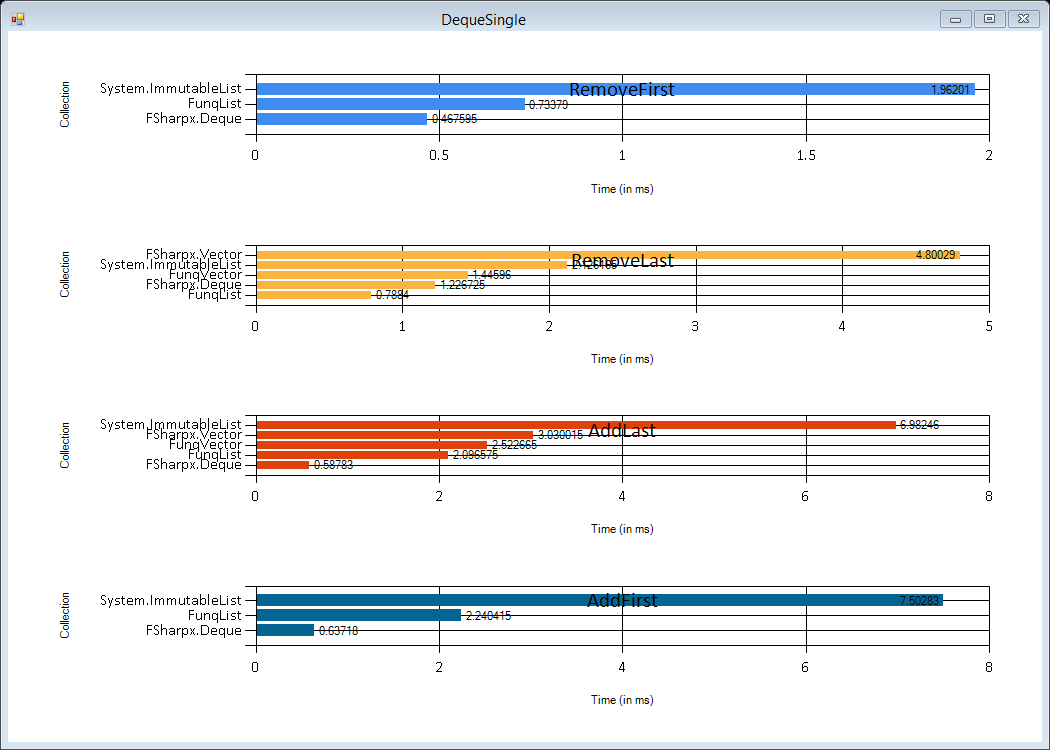 DequeSingle
RemoveFirst
Collection
System.ImmutableList 1.96201
FunqList 0.73379
FSharpx.Deque 0.467595
0 0.5 1 1.5 2
Time (in ms)
RemoveLast
Collection
FSharpx.Vector 4.80029
System.ImmutableList
FunqVector 1.44596
FSharpx.Deque 1.226725
FunqList 0.7884
0 1 2 3 4 5
Time (in ms)
AddLast
Collection
System.ImmutableList 6.98246
FSharpx.Vector 3.030015
FunqVector 2.522665
FunqList 2.096575
FSharpx.Deque 0.58783
0 2 4 6 8
Time (in ms)
AddFirst
Collection
System.ImmutableList 7.50283
FunqList 2.240415
FSharpx.Deque 0.63718
0 2 4 6 8
Time (in ms)